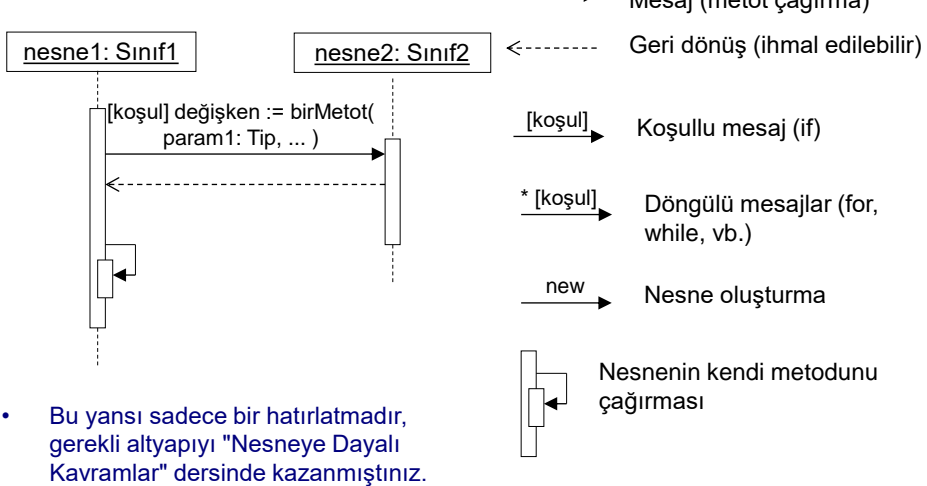 Mesaj (metot çağırma)
nesne1: Sınıf1
nesne2: Sınıf2
Geri dönüş (ihmal edilebilir)
[koşul] değişken := birMetot(
param1: Tip, ... )
[koşul]
Koşullu mesaj (if)
* [koşul]
Döngülü mesajlar (for,
while, vb.)
new
Nesne oluşturma
Nesnenin kendi metodunu
çağırması
• Bu yansı sadece bir hatırlatmadır,
gerekli altyapıyı "Nesneye Dayalı
Kavramlar" dersinde kazanmıştınız.